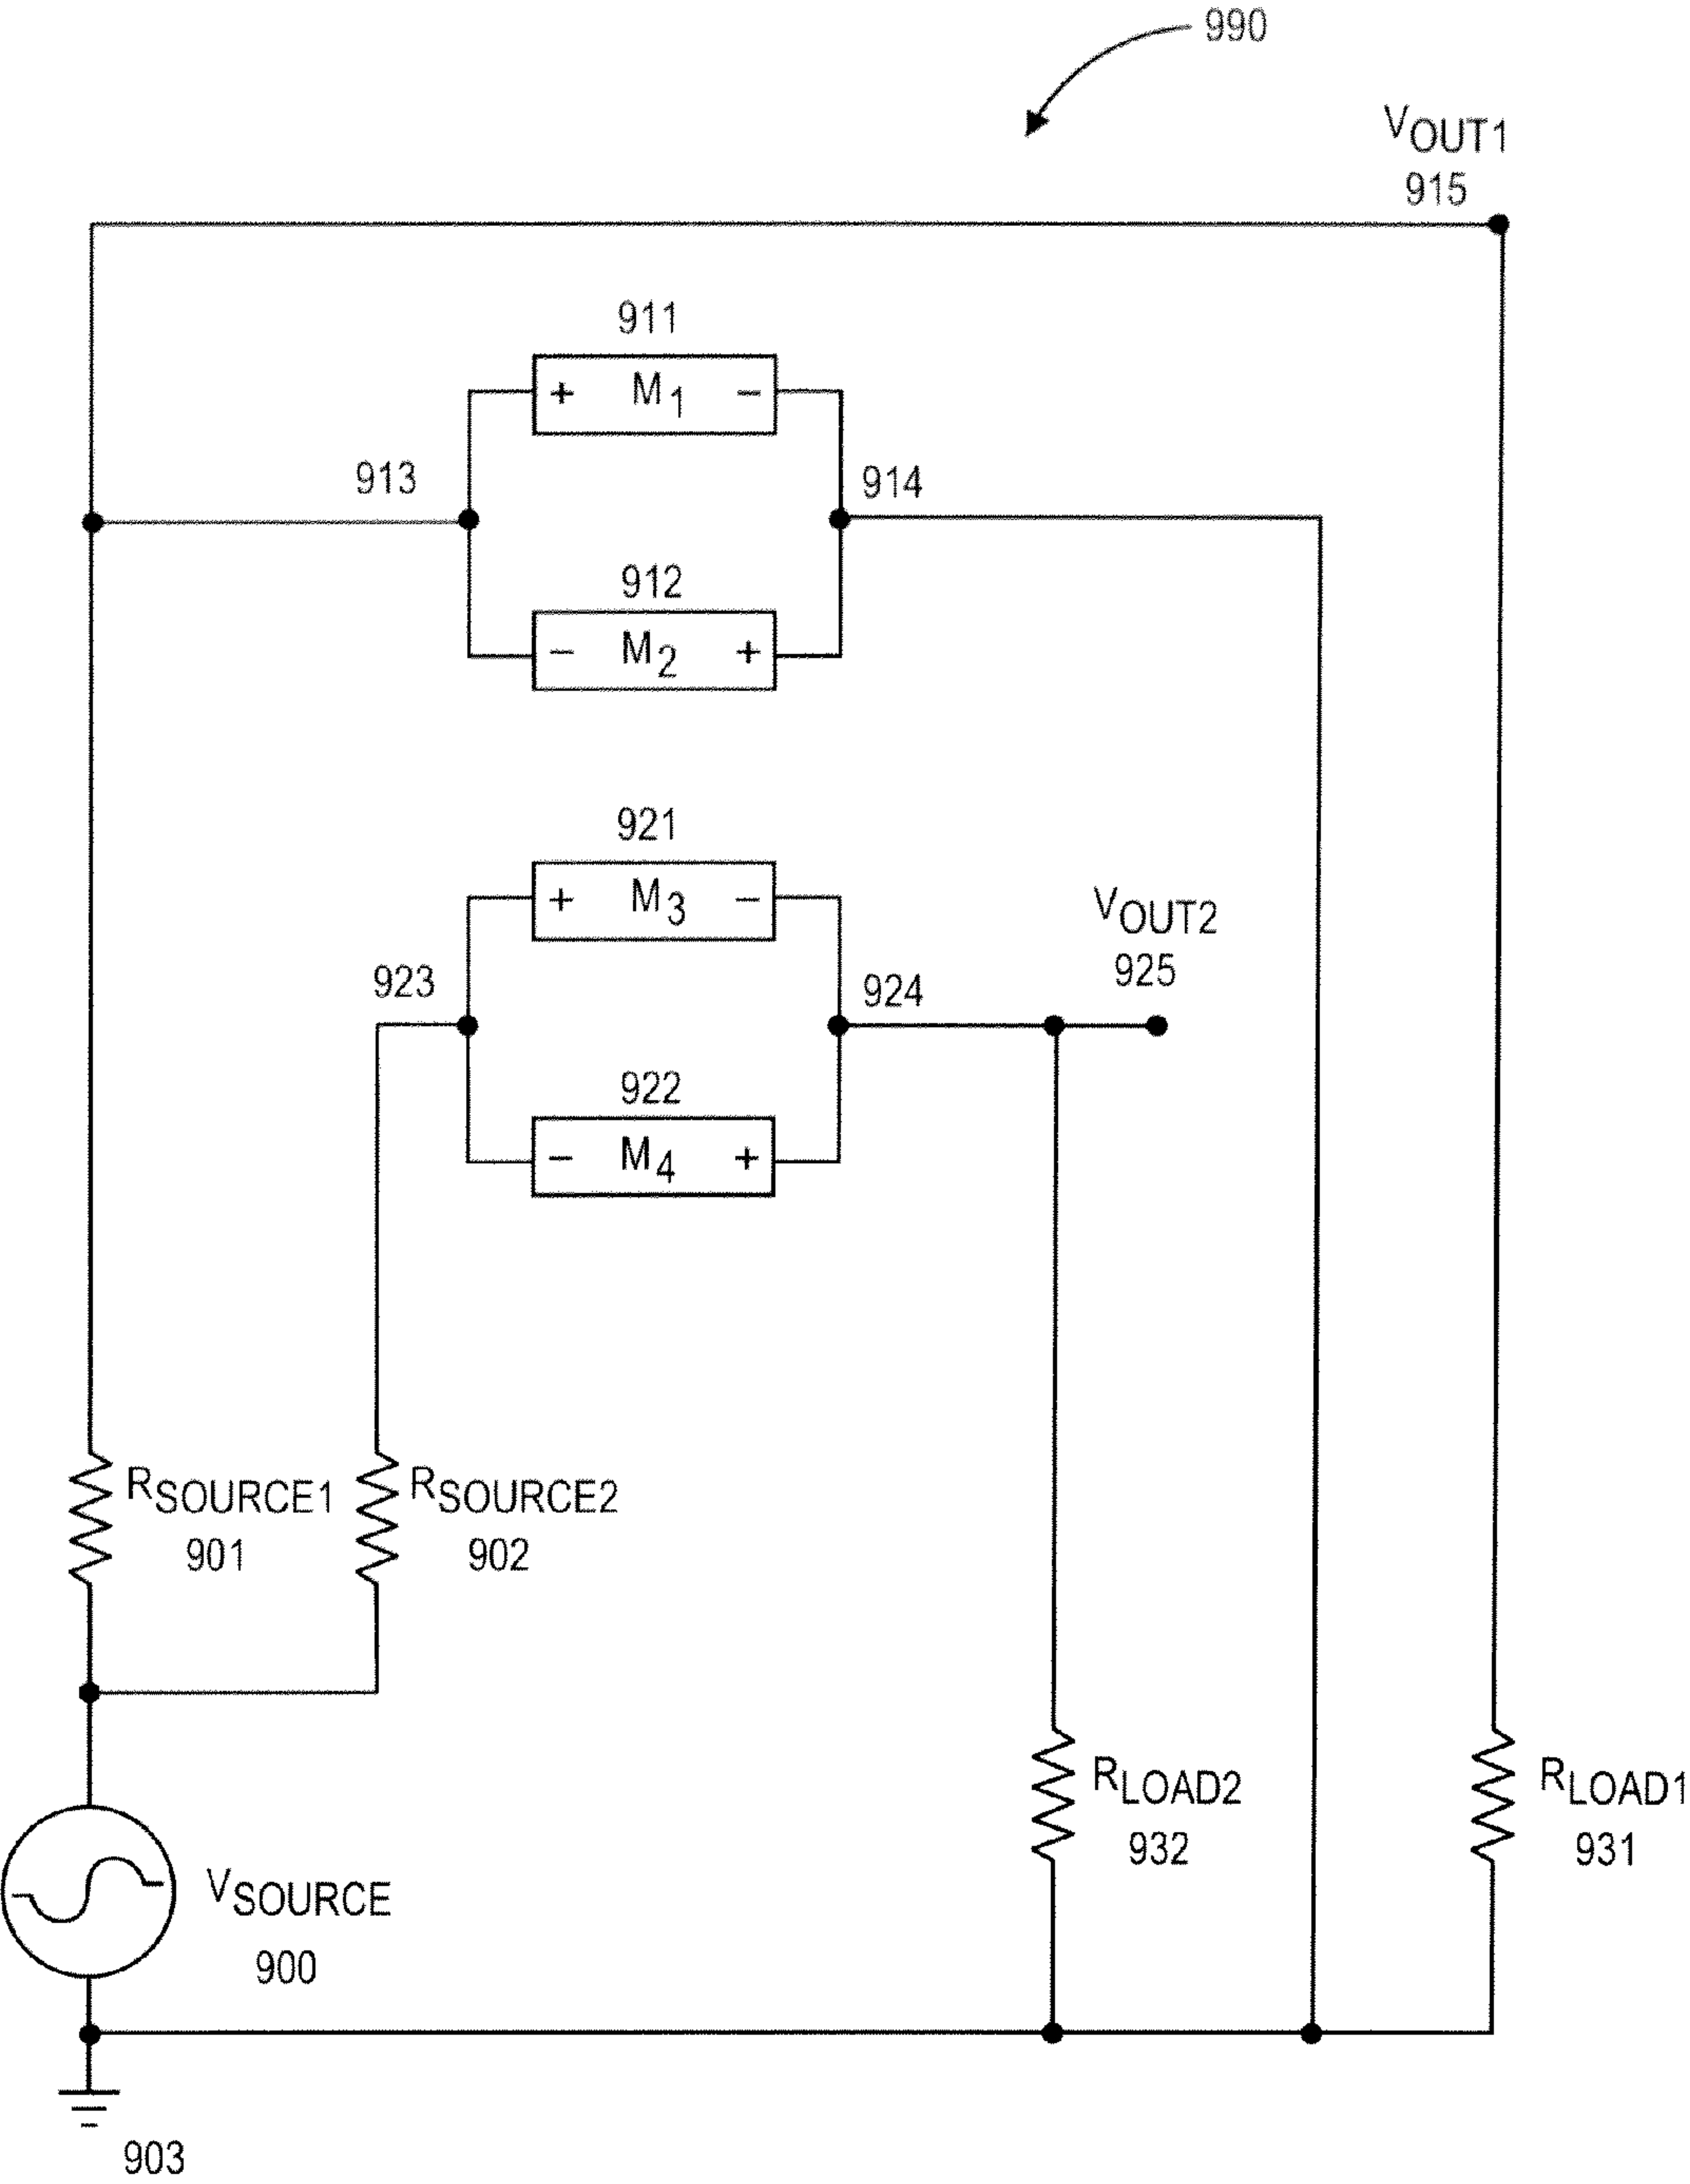 990
VOUT1
915
911
+ M1 −
913
914
912
− M2 +
921
+ M3 −
VOUT2
925
923
924
922
− M4 +
RSOURCE1
901
RSOURCE2
902
RLOAD2
932
RLOAD1
931
VSOURCE
900
903